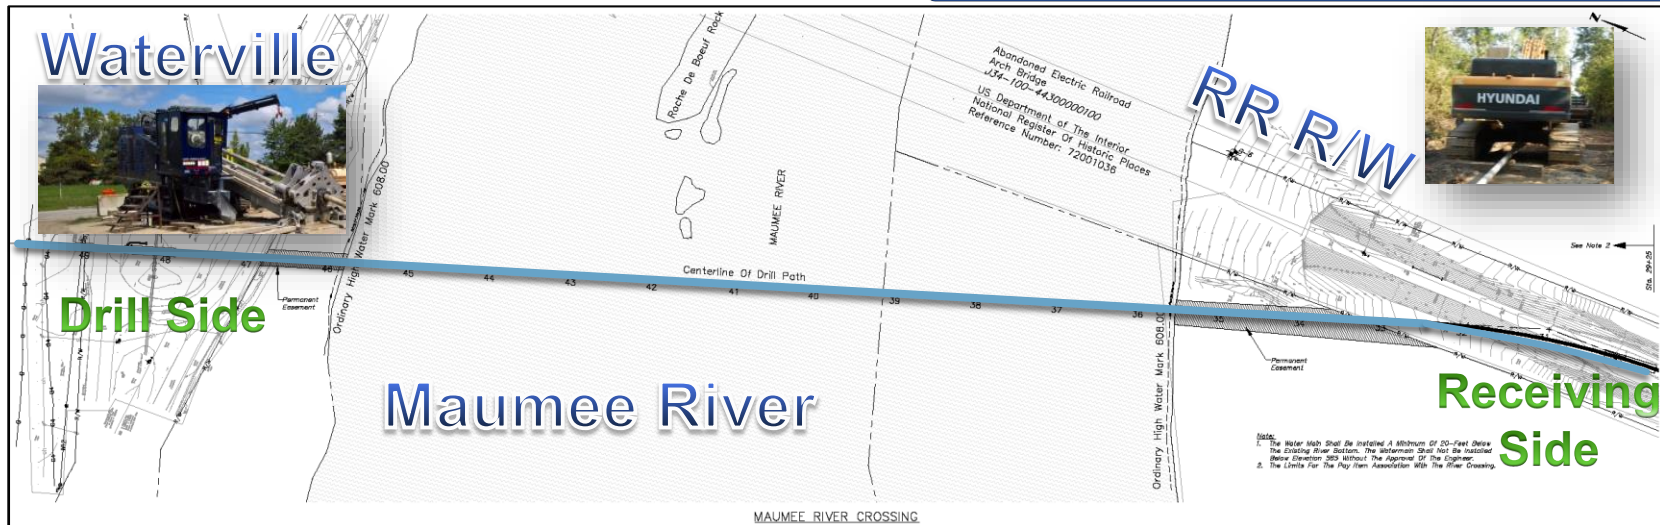 Waterville
Drill Side
Permanent
Easement
Ordinary High Water Mark 608.00
48
47
46
45
44
43
42
41
40
39
38
37
36
35
34
33
Roche De Boeuf Rock
MAUMEE RIVER
Centerline Of Drill Path
Maumee River
Abandoned Electric Railroad
Arch Bridge
J34-100-44300000100
US Department of The Interior
National Register Of Historic Places
Reference Number: 72001036
RR R/W
HYUNDAI
N
See Note 2
Sta. 29+05
Ordinary High Water Mark 608.00
Permanent
Easement
Receiving
Side
Note:
1. The Water Main Shall Be Installed A Minimum Of 20-Feet Below
The Existing River Bottom. The Watermain Shall Not Be Installed
Below Elevation 565 Without The Approval Of The Engineer.
2. The Limits For The Pay Item Association With The River Crossing.
MAUMEE RIVER CROSSING